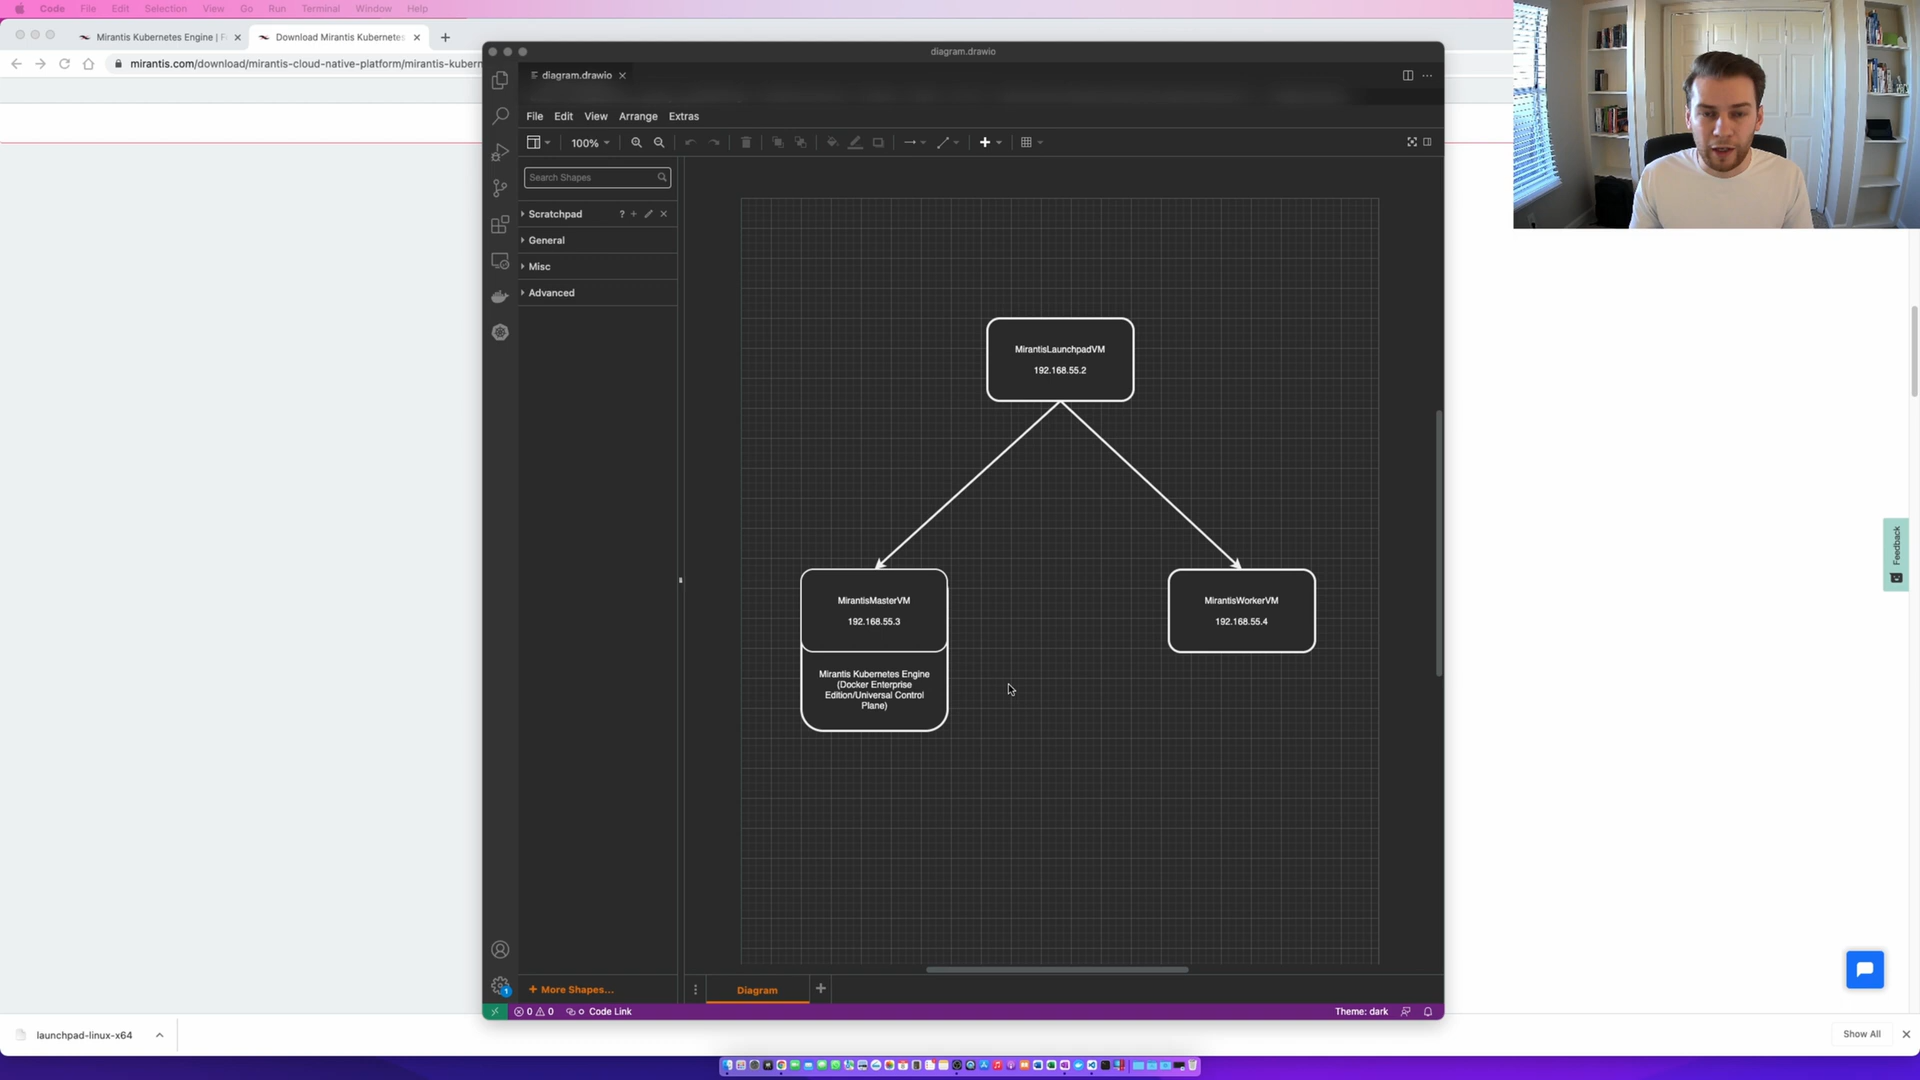 Code File Edit Selection View Go Run Terminal Window Help
Mirantis Kubernetes Engine | F
Download Mirantis Kubernetes
mirantis.com/download/mirantis-cloud-native-platform/mirantis-kubern
diagram.drawio
diagram.drawio
File Edit View Arrange Extras
100%
Search Shapes
Scratchpad ?
General
Misc
Advanced
MirantisLaunchpadVM
192.168.55.2
MirantisMasterVM
192.168.55.3
Mirantis Kubernetes Engine
(Docker Enterprise
Edition/Universal Control
Plane)
MirantisWorkerVM
192.168.55.4
Feedback
1
+ More Shapes...
Diagram
0 0 Code Link
Theme: dark
launchpad-linux-x64
Show All